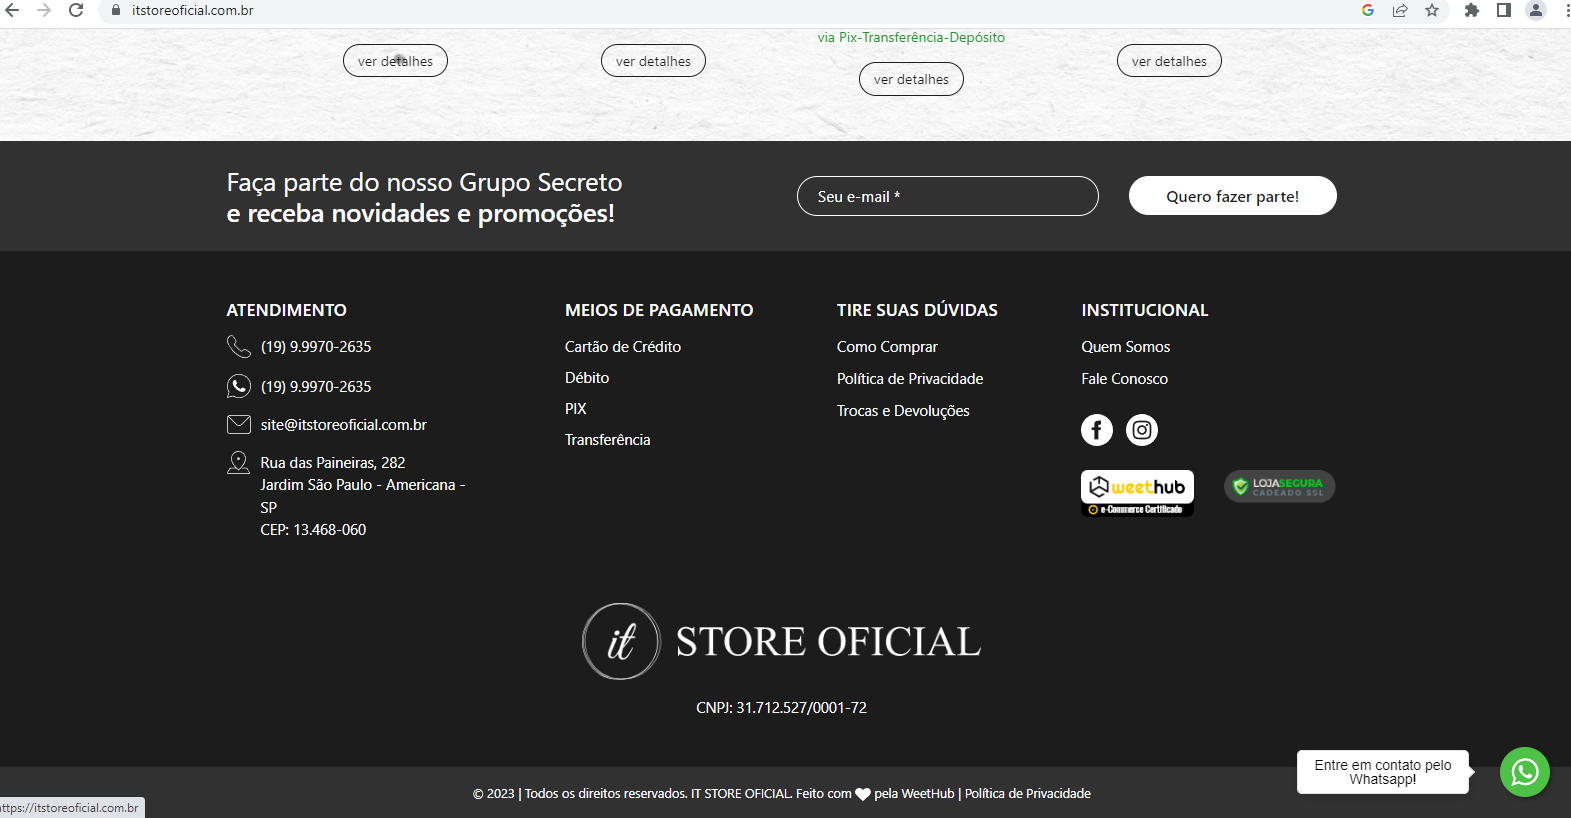 itstoreoficial.com.br
via Pix-Transferência-Depósito
ver detalhes
ver detalhes
ver detalhes
ver detalhes
Faça parte do nosso Grupo Secreto
e receba novidades e promoções!
Seu e-mail *
Quero fazer parte!
ATENDIMENTO
(19) 9.9970-2635
(19) 9.9970-2635
site@itstoreoficial.com.br
Rua das Paineiras, 282
Jardim São Paulo - Americana -
SP
CEP: 13.468-060
MEIOS DE PAGAMENTO
Cartão de Crédito
Débito
PIX
Transferência
TIRE SUAS DÚVIDAS
Como Comprar
Política de Privacidade
Trocas e Devoluções
INSTITUCIONAL
Quem Somos
Fale Conosco
weethub
e-Commerce Certificado
LOJASEGURA
CADEADO SSL
it STORE OFICIAL
CNPJ: 31.712.527/0001-72
Entre em contato pelo
Whatsapp!
© 2023 | Todos os direitos reservados. IT STORE OFICIAL. Feito com pela WeetHub | Política de Privacidade
ttps://itstoreoficial.com.br